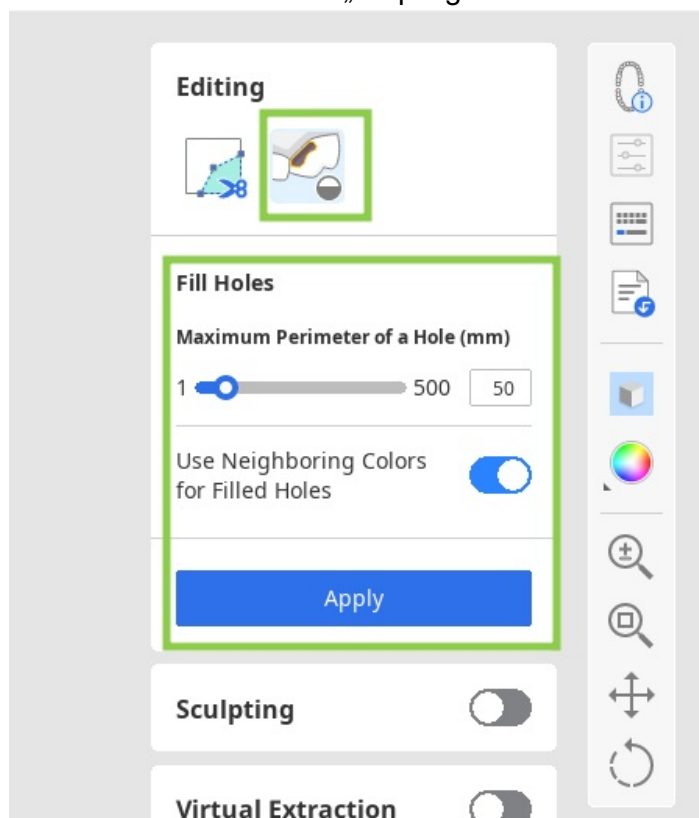 Editing
Fill Holes
Maximum Perimeter of a Hole (mm)
1 500 50
Use Neighboring Colors
for Filled Holes
Apply
Sculpting
Virtual Extraction